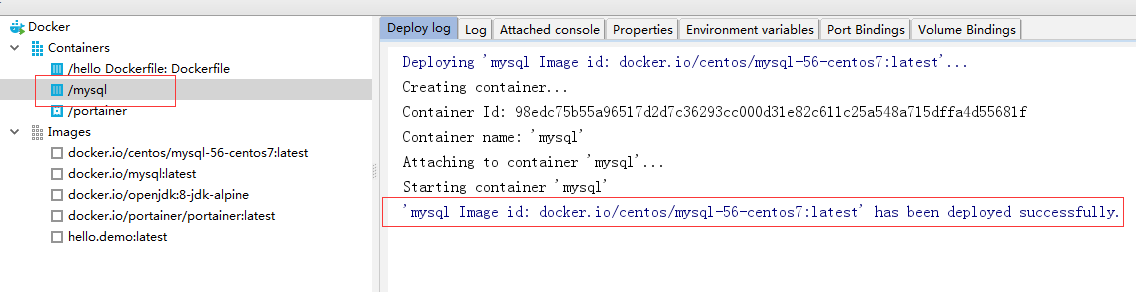 Docker
Containers
/hello Dockerfile: Dockerfile
/mysql
/portainer
Images
docker.io/centos/mysql-56-centos7:latest
docker.io/mysql:latest
docker.io/openjdk:8-jdk-alpine
docker.io/portainer/portainer:latest
hello.demo:latest
Deploy log Log Attached console Properties Environment variables Port Bindings Volume Bindings
Deploying 'mysql Image id: docker.io/centos/mysql-56-centos7:latest'...
Creating container...
Container Id: 98edc75b55a96517d2d7c36293cc000d31e82c611c25a548a715dffa4d55681f
Container name: 'mysql'
Attaching to container 'mysql'...
Starting container 'mysql'
'mysql Image id: docker.io/centos/mysql-56-centos7:latest' has been deployed successfully.